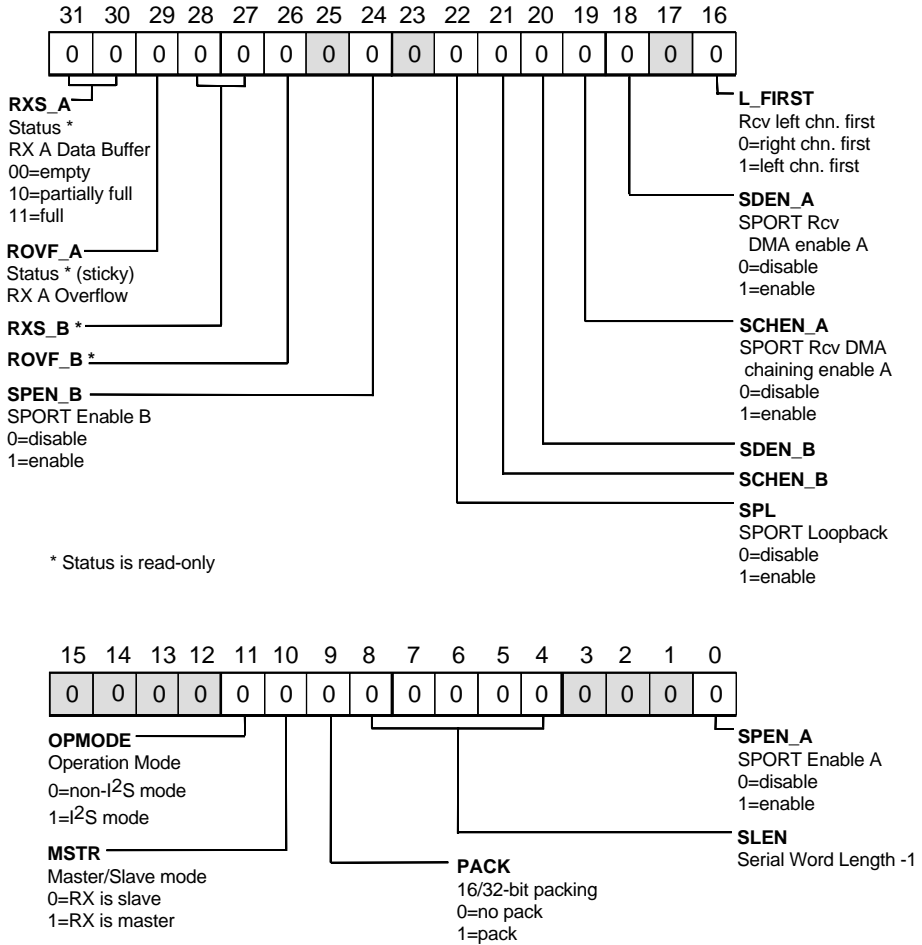 31 30 29 28 27 26 25 24 23 22 21 20 19 18 17 16
0 0 0 0 0 0 0 0 0 0 0 0 0 0 0 0
RXS_A
Status *
RX A Data Buffer
00=empty
10=partially full
11=full
ROVF_A
Status * (sticky)
RX A Overflow
RXS_B *
ROVF_B *
SPEN_B
SPORT Enable B
0=disable
1=enable
L_FIRST
Rcv left chn. first
0=right chn. first
1=left chn. first
SDEN_A
SPORT Rcv
DMA enable A
0=disable
1=enable
SCHEN_A
SPORT Rcv DMA
chaining enable A
0=disable
1=enable
SDEN_B
SCHEN_B
SPL
SPORT Loopback
0=disable
1=enable
* Status is read-only
15 14 13 12 11 10 9 8 7 6 5 4 3 2 1 0
0 0 0 0 0 0 0 0 0 0 0 0 0 0 0 0
OPMODE
Operation Mode
0=non-I2S mode
1=I2S mode
MSTR
Master/Slave mode
0=RX is slave
1=RX is master
PACK
16/32-bit packing
0=no pack
1=pack
SPEN_A
SPORT Enable A
0=disable
1=enable
SLEN
Serial Word Length -1